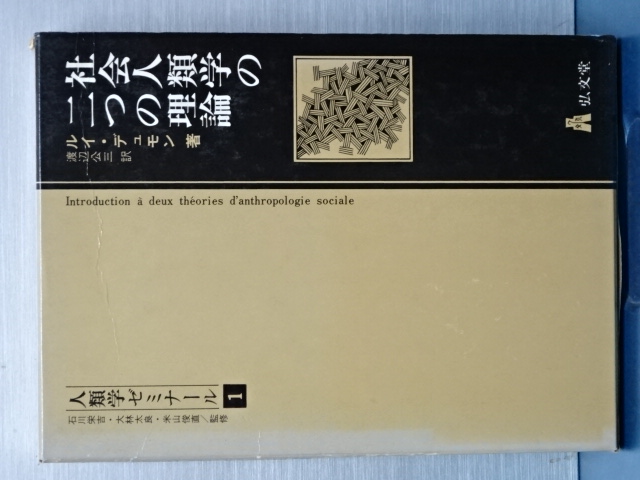 社会人類学の
二つの理論
ルイ・デュモン 著
渡辺公三 訳
弘文堂
Introduction à deux théories d'anthropologie sociale
人類学ゼミナール 1
石川栄吉・大林太良・米山俊直／監修